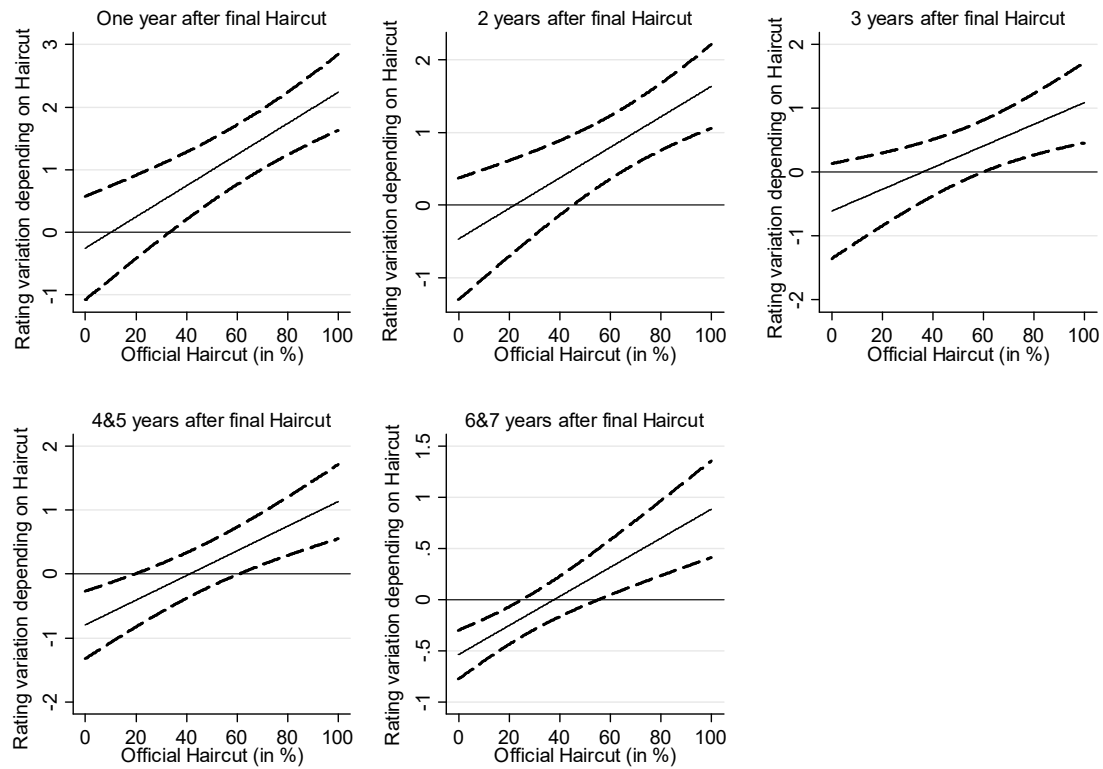 One year after final Haircut
Rating variation depending on Haircut
3
2
1
0
-1
0 20 40 60 80 100
Official Haircut (in %)
2 years after final Haircut
Rating variation depending on Haircut
2
1
0
-1
0 20 40 60 80 100
Official Haircut (in %)
3 years after final Haircut
Rating variation depending on Haircut
2
1
0
-1
-2
0 20 40 60 80 100
Official Haircut (in %)
4&5 years after final Haircut
Rating variation depending on Haircut
2
1
0
-1
-2
0 20 40 60 80 100
Official Haircut (in %)
6&7 years after final Haircut
Rating variation depending on Haircut
1.5
1
.5
0
-.5
-1
0 20 40 60 80 100
Official Haircut (in %)